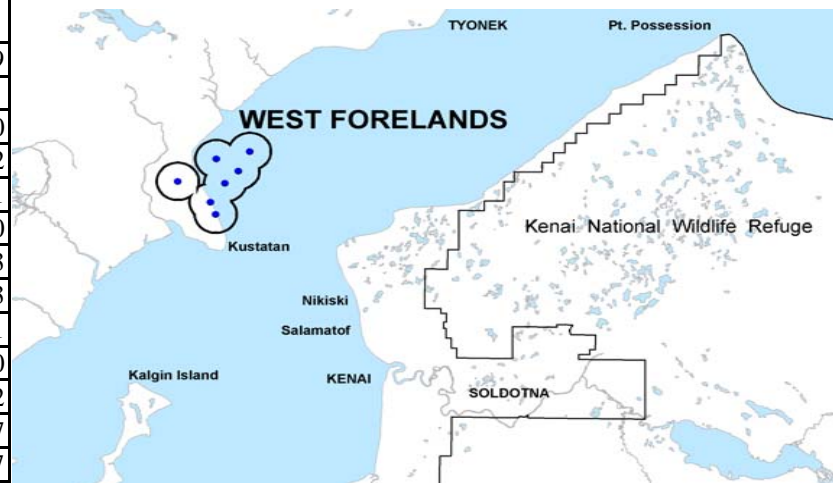 TYONEK
Pt. Possession
WEST FORELANDS
Kenai National Wildlife Refuge
Kustatan
Nikiski
Salamatof
Kalgin Island
KENAI
SOLDOTNA